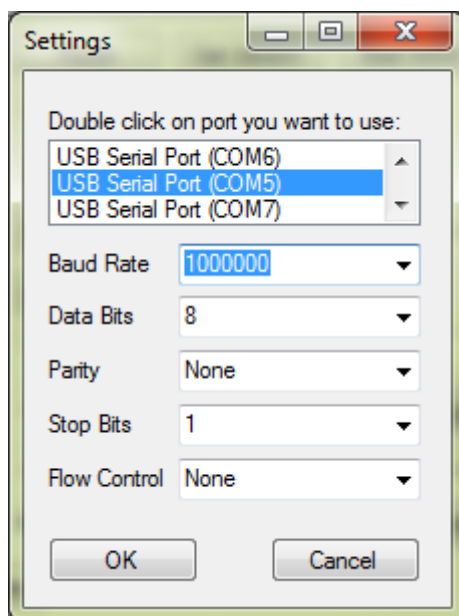 Settings
Double click on port you want to use:
USB Serial Port (COM6)
USB Serial Port (COM5)
USB Serial Port (COM7)
Baud Rate 1000000
Data Bits 8
Parity None
Stop Bits 1
Flow Control None
OK Cancel